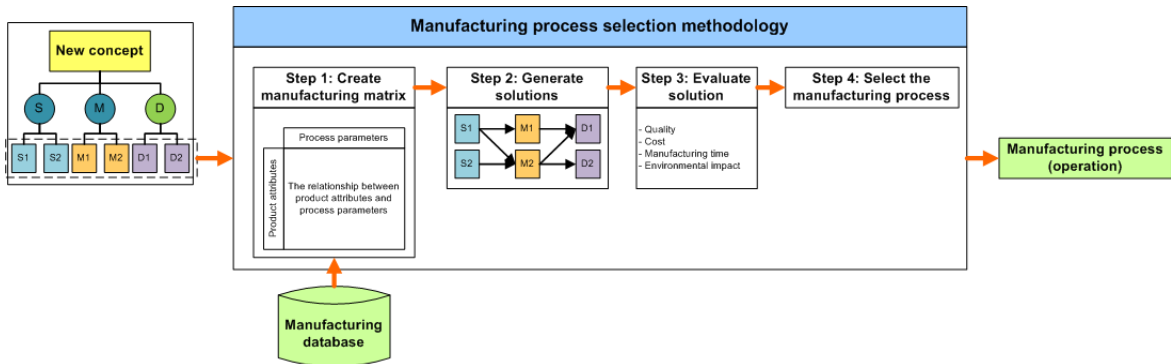 Manufacturing process selection methodology
New concept
S
M
D
S1
S2
M1
M2
D1
D2
Step 1: Create
manufacturing matrix
Process parameters
Product attributes
The relationship between
product attributes and
process parameters
Step 2: Generate
solutions
S1
M1
D1
S2
M2
D2
Step 3: Evaluate
solution
- Quality
- Cost
- Manufacturing time
- Environmental impact
Step 4: Select the
manufacturing process
Manufacturing process
(operation)
Manufacturing
database